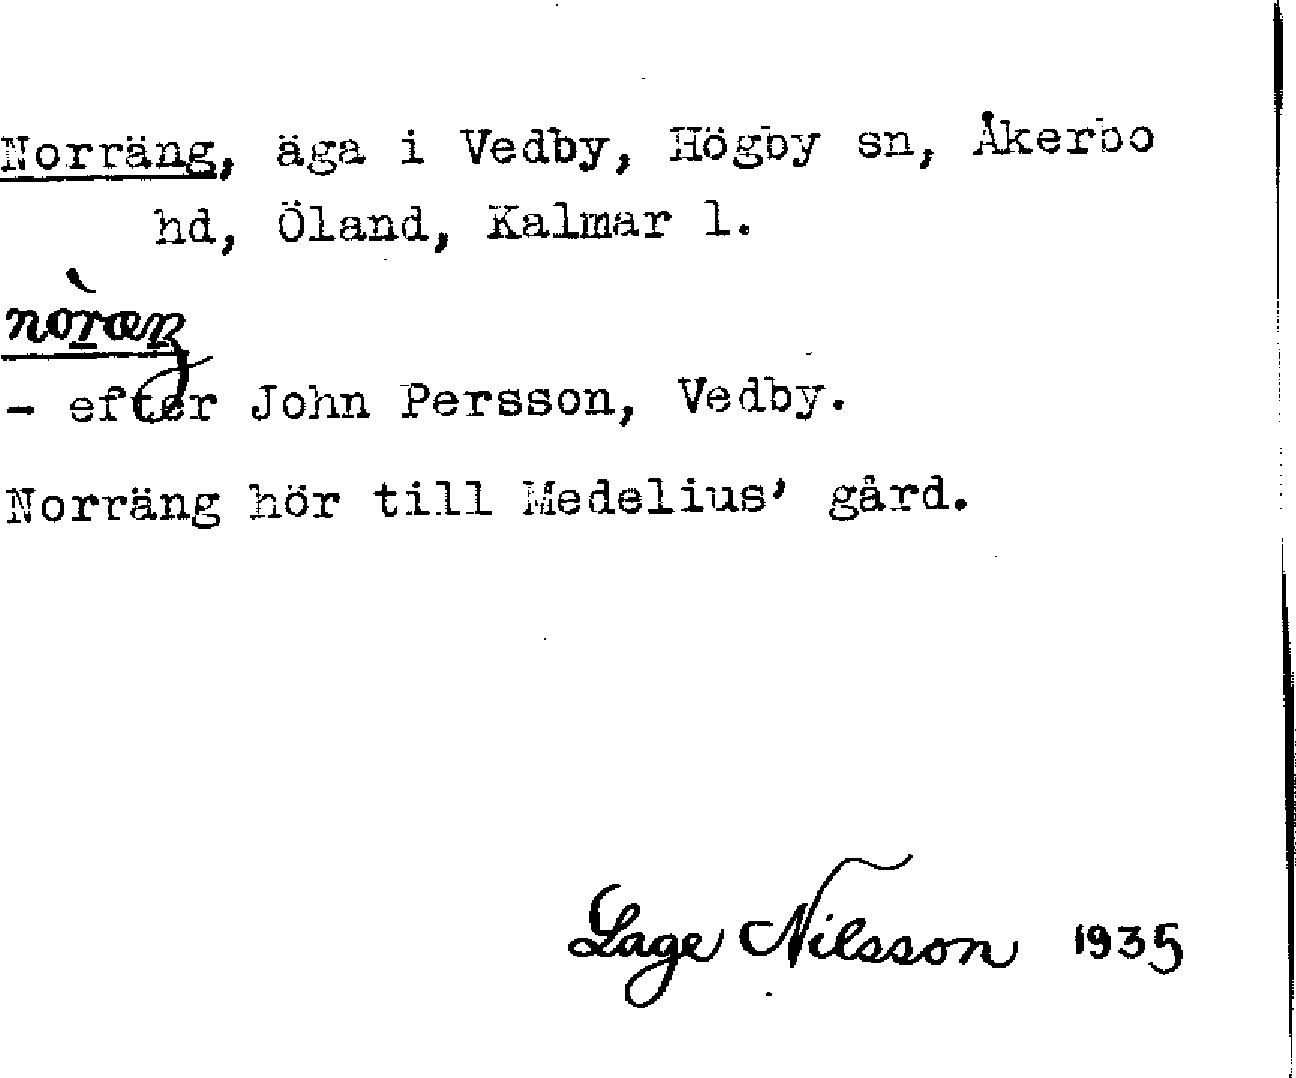 Norräng, äga i Vedby, Högby sn, Åkerbo
hd, Öland, Kalmar l.
- efter John Persson, Vedby.
Norräng hör till Medelius' gård.
Lage Nilsson 1935